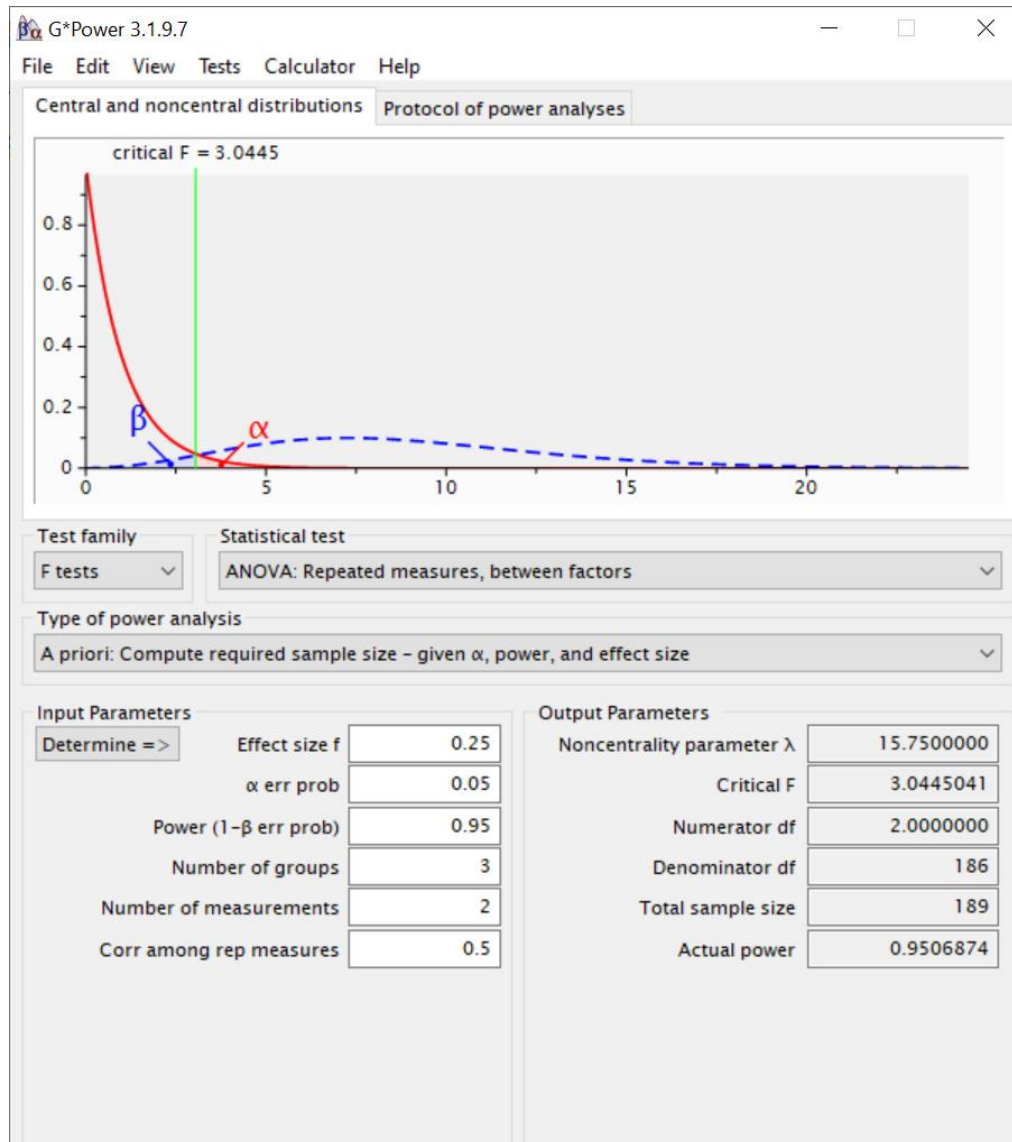 βα G*Power 3.1.9.7
File Edit View Tests Calculator Help
Central and noncentral distributions Protocol of power analyses
critical F = 3.0445
0.8
0.6
0.4
0.2
β α
0
0 5 10 15 20
Test family Statistical test
F tests ANOVA: Repeated measures, between factors
Type of power analysis
A priori: Compute required sample size - given α, power, and effect size
Input Parameters Output Parameters
Determine => Effect size f 0.25 Noncentrality parameter λ 15.7500000
α err prob 0.05 Critical F 3.0445041
Power (1-β err prob) 0.95 Numerator df 2.0000000
Number of groups 3 Denominator df 186
Number of measurements 2 Total sample size 189
Corr among rep measures 0.5 Actual power 0.9506874